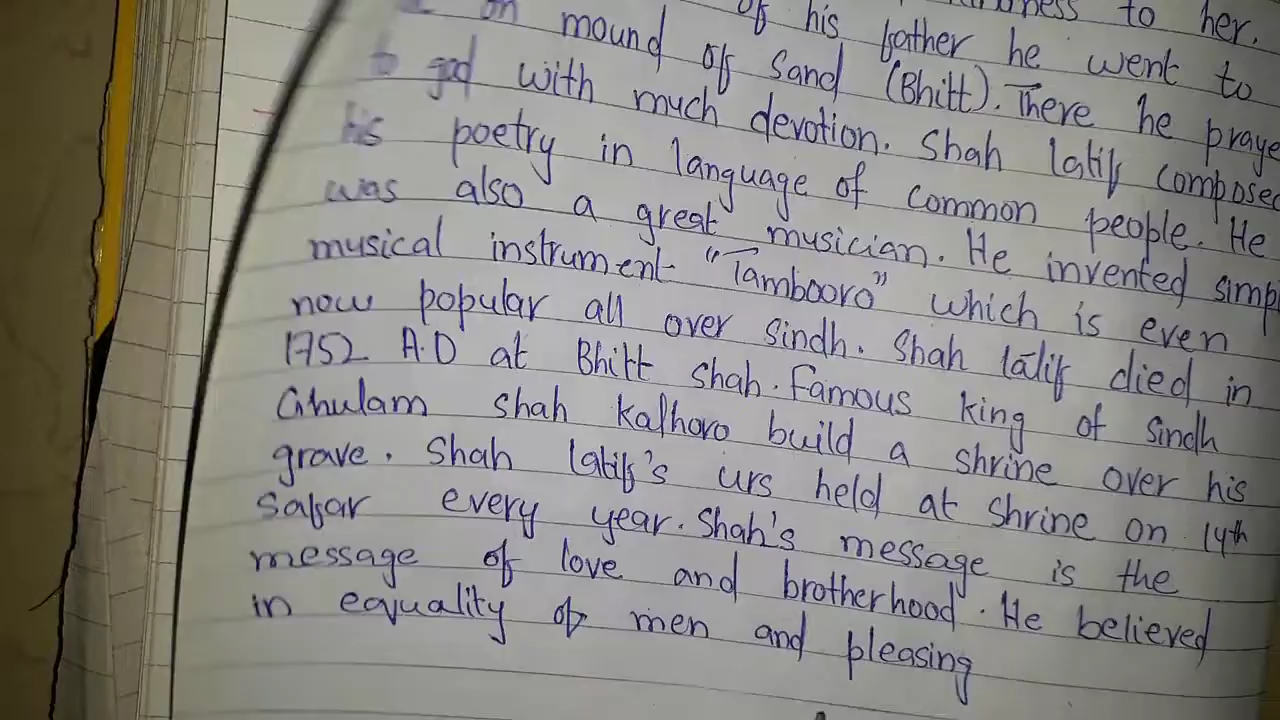 of his kindness to her.
on mound of his father he went to
to god with much devotion. There he praye
of Sand (Bhitt). Shah latif composed
his poetry in language of common people. He
was also a great musician. He invented simp
musical instrument "Tambooro" which is even
now popular all over Sindh. Shah latif died in
1752 A.D at Bhitt Shah. Famous king of Sindh
Ghulam Shah Kalhoro build a shrine over his
grave. Shah latif's urs held at shrine on 14th
safar every year. Shah's message is the
message of love and brotherhood. He believed
in equality of men and pleasing